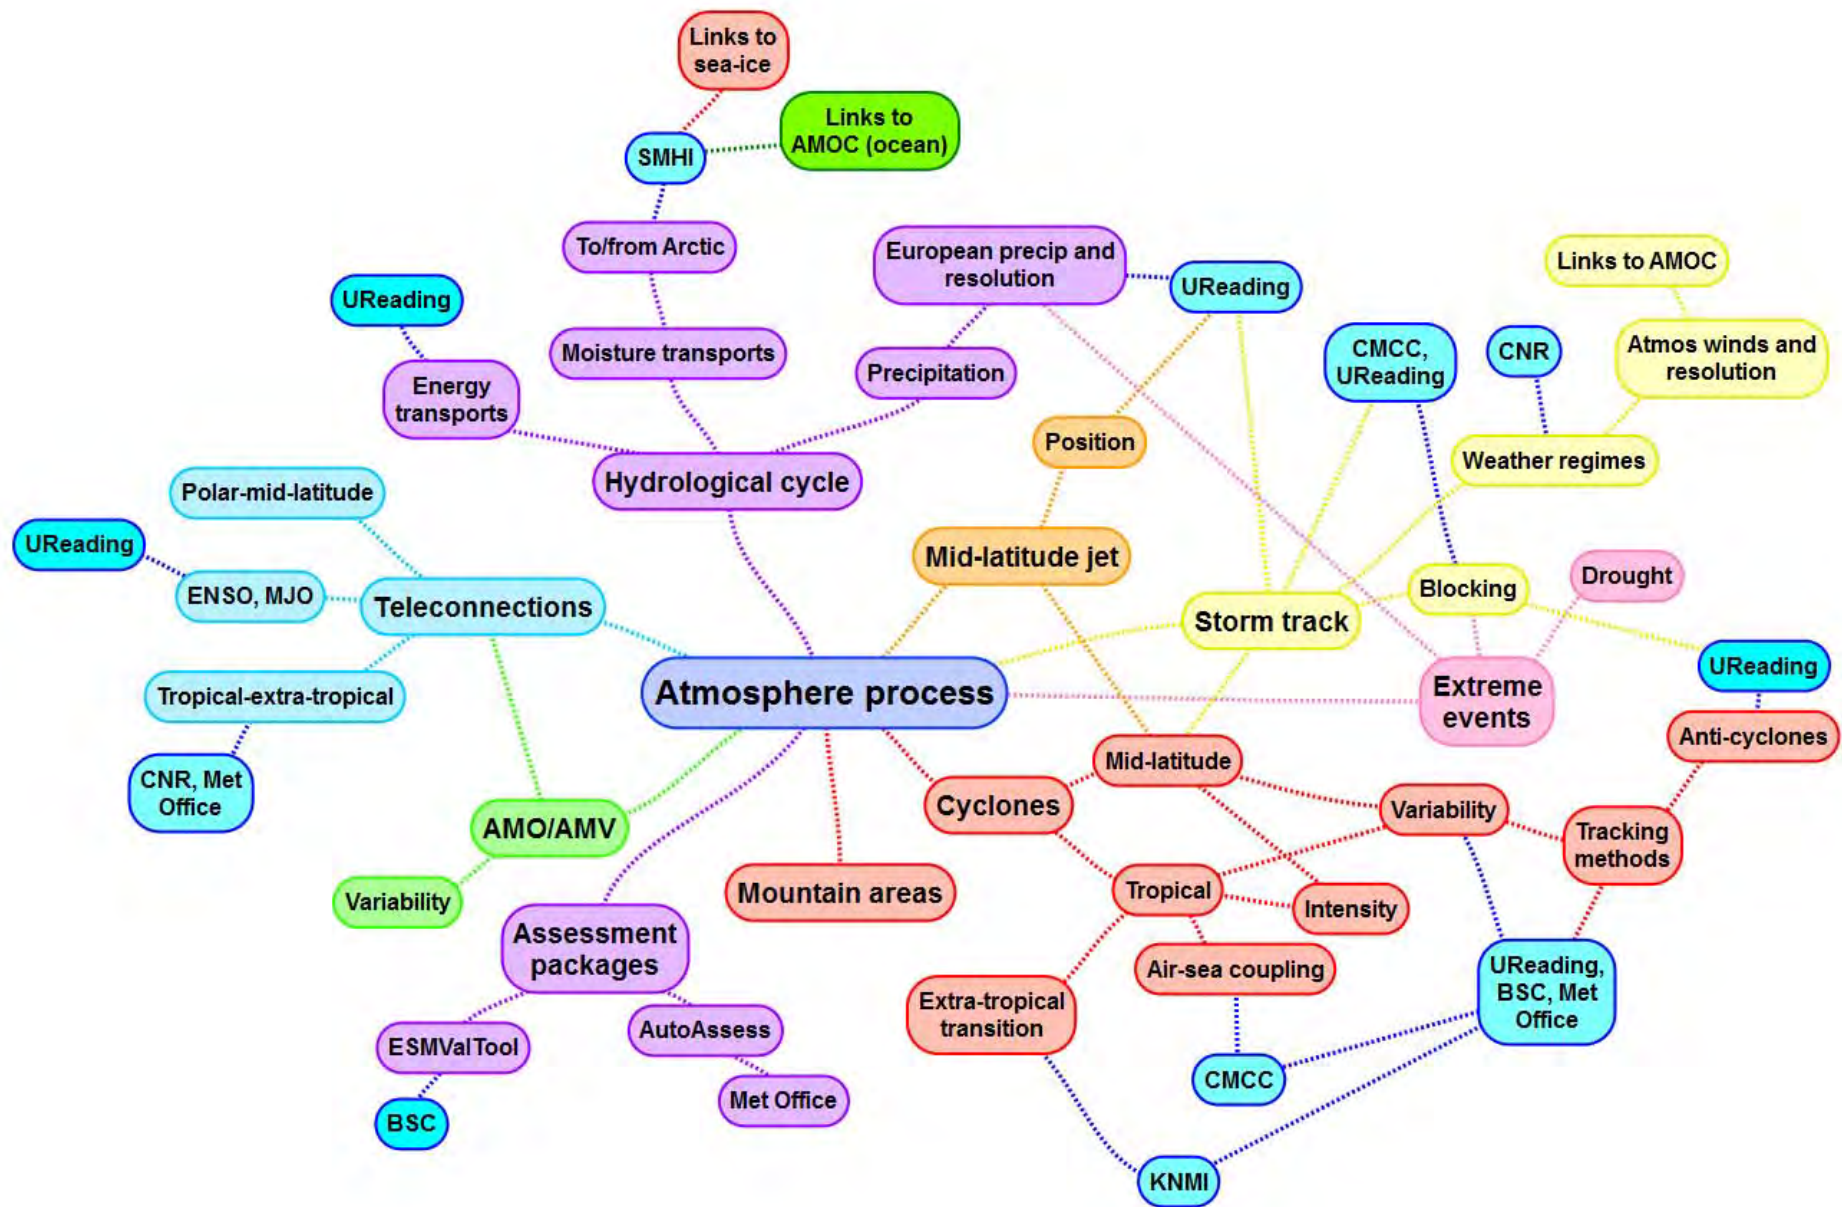 Links to
sea-ice
Links to
AMOC (ocean)
SMHI
To/from Arctic
European precip and
resolution
Links to AMOC
UReading
UReading
Moisture transports
Precipitation
CMCC,
UReading
CNR
Atmos winds and
resolution
Energy
transports
Position
Weather regimes
Hydrological cycle
Polar-mid-latitude
UReading
ENSO, MJO
Teleconnections
Mid-latitude jet
Storm track
Blocking
Drought
UReading
Tropical-extra-tropical
Atmosphere process
Extreme
events
Anti-cyclones
CNR, Met
Office
Mid-latitude
AMO/AMV
Cyclones
Variability
Tracking
methods
Variability
Mountain areas
Tropical
Intensity
Assessment
packages
Air-sea coupling
UReading,
BSC, Met
Office
Extra-tropical
transition
ESMValTool
AutoAssess
CMCC
Met Office
BSC
KNMI